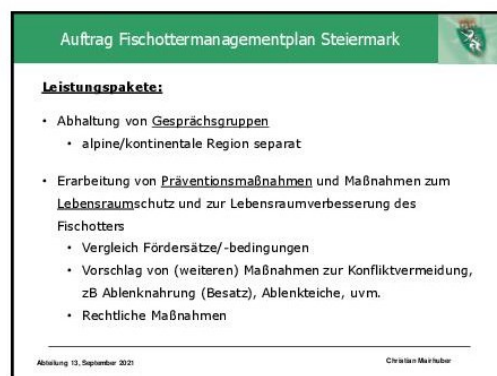 Auftrag Fischottermanagementplan Steiermark
Leistungspakete:
• Abhaltung von Gesprächsgruppen
• alpine/kontinentale Region separat
• Erarbeitung von Präventionsmaßnahmen und Maßnahmen zum
Lebensraumschutz und zur Lebensraumverbesserung des
Fischotters
• Vergleich Fördersätze/-bedingungen
• Vorschlag von (weiteren) Maßnahmen zur Konfliktvermeidung,
zB Ablenknahrung (Besatz), Ablenkteiche, uvm.
• Rechtliche Maßnahmen
Abteilung 13, September 2021
Christian Mairhuber